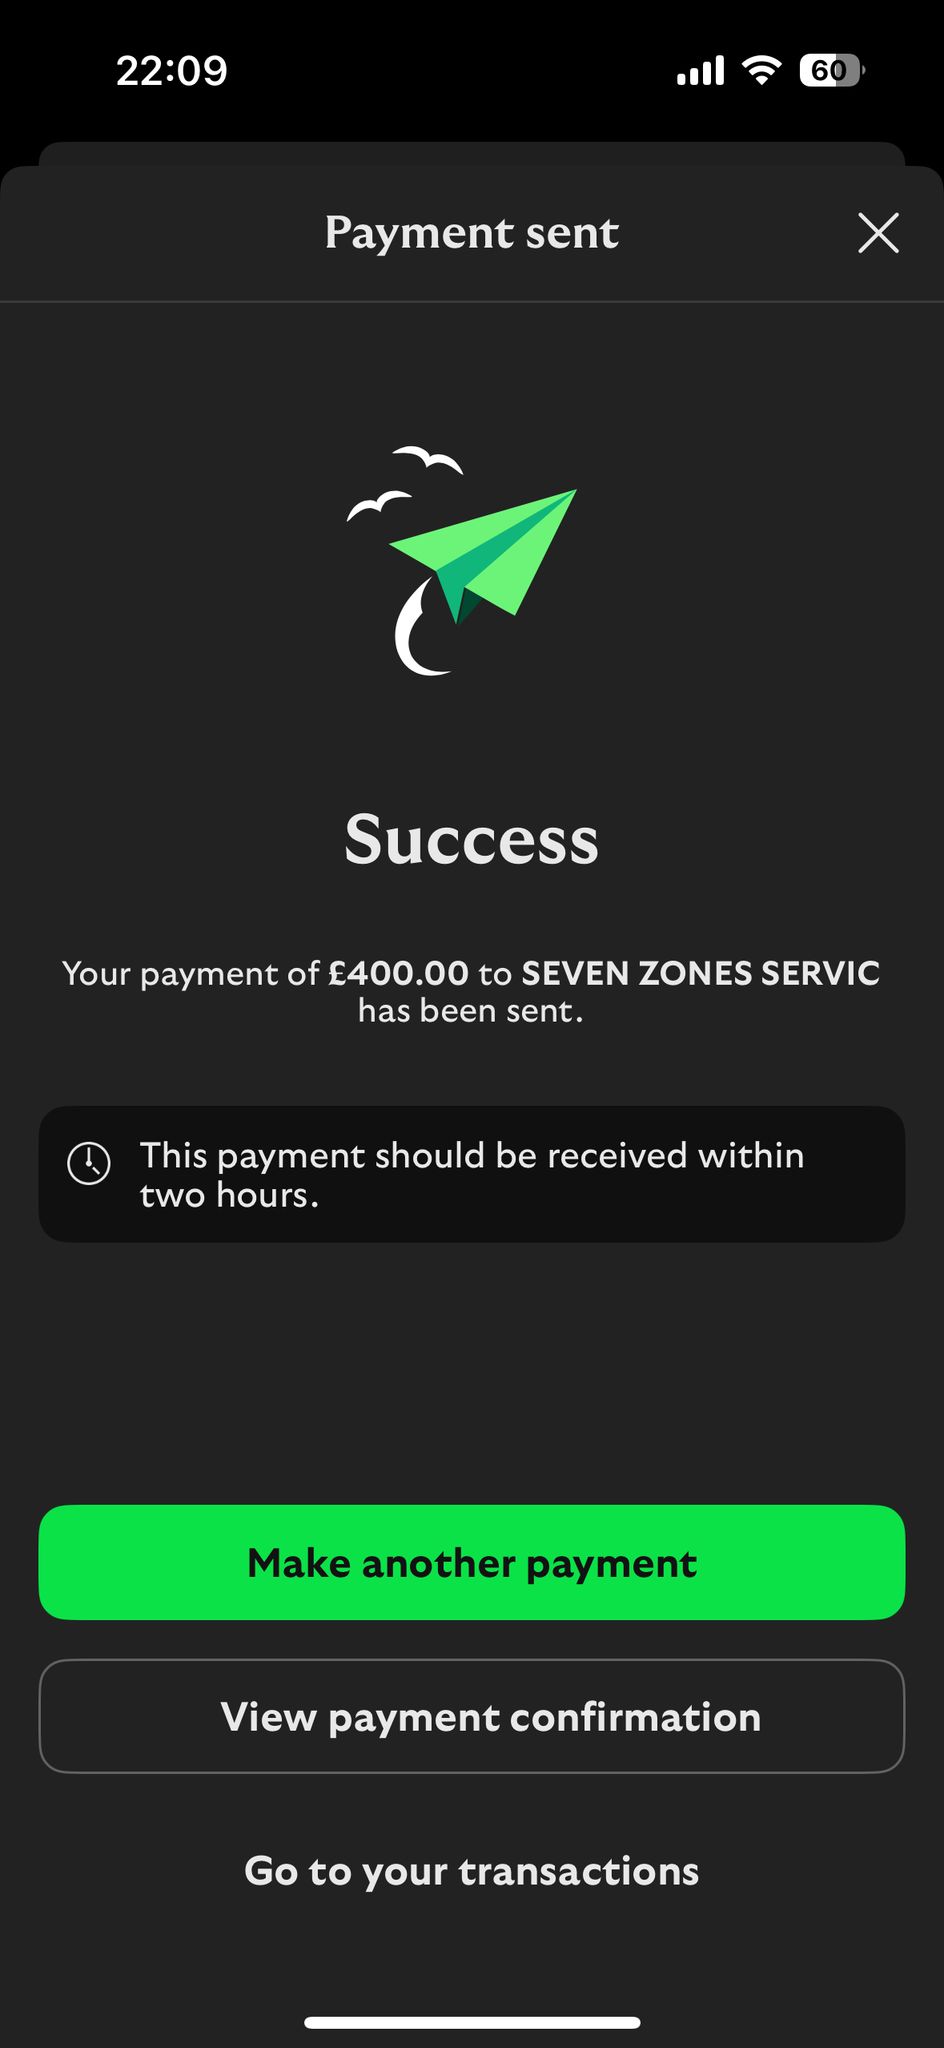 22:09
60
Payment sent
Success
Your payment of £400.00 to SEVEN ZONES SERVIC
has been sent.
This payment should be received within
two hours.
Make another payment
View payment confirmation
Go to your transactions